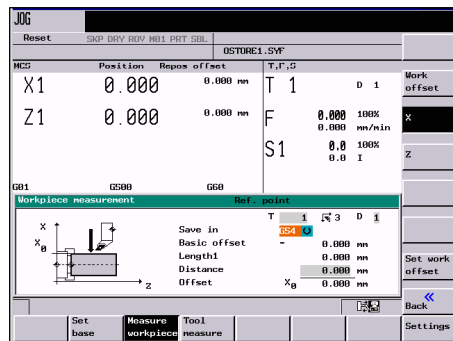 JOG
Reset SKP DRY ROV M01 PRT SBL
OSTORE1.SYF
MCS Position Repos offset T,F,S
X1 0.000 0.000 mm T 1 D 1
Z1 0.000 0.000 mm F 0.000 100%
0.000 mm/min
S1 0.0 100%
0.0 I
G01 G500 G60
Work offset
X
Z
Workpiece measurement Ref. point
T 1 3 D 1
Save in G54
Basic offset - 0.000 mm
Length1 0.000 mm
Distance 0.000 mm
Offset X0 0.000 mm
X
X0
Z
Set work offset
« Back
Set base
Measure workpiece
Tool measure
Settings